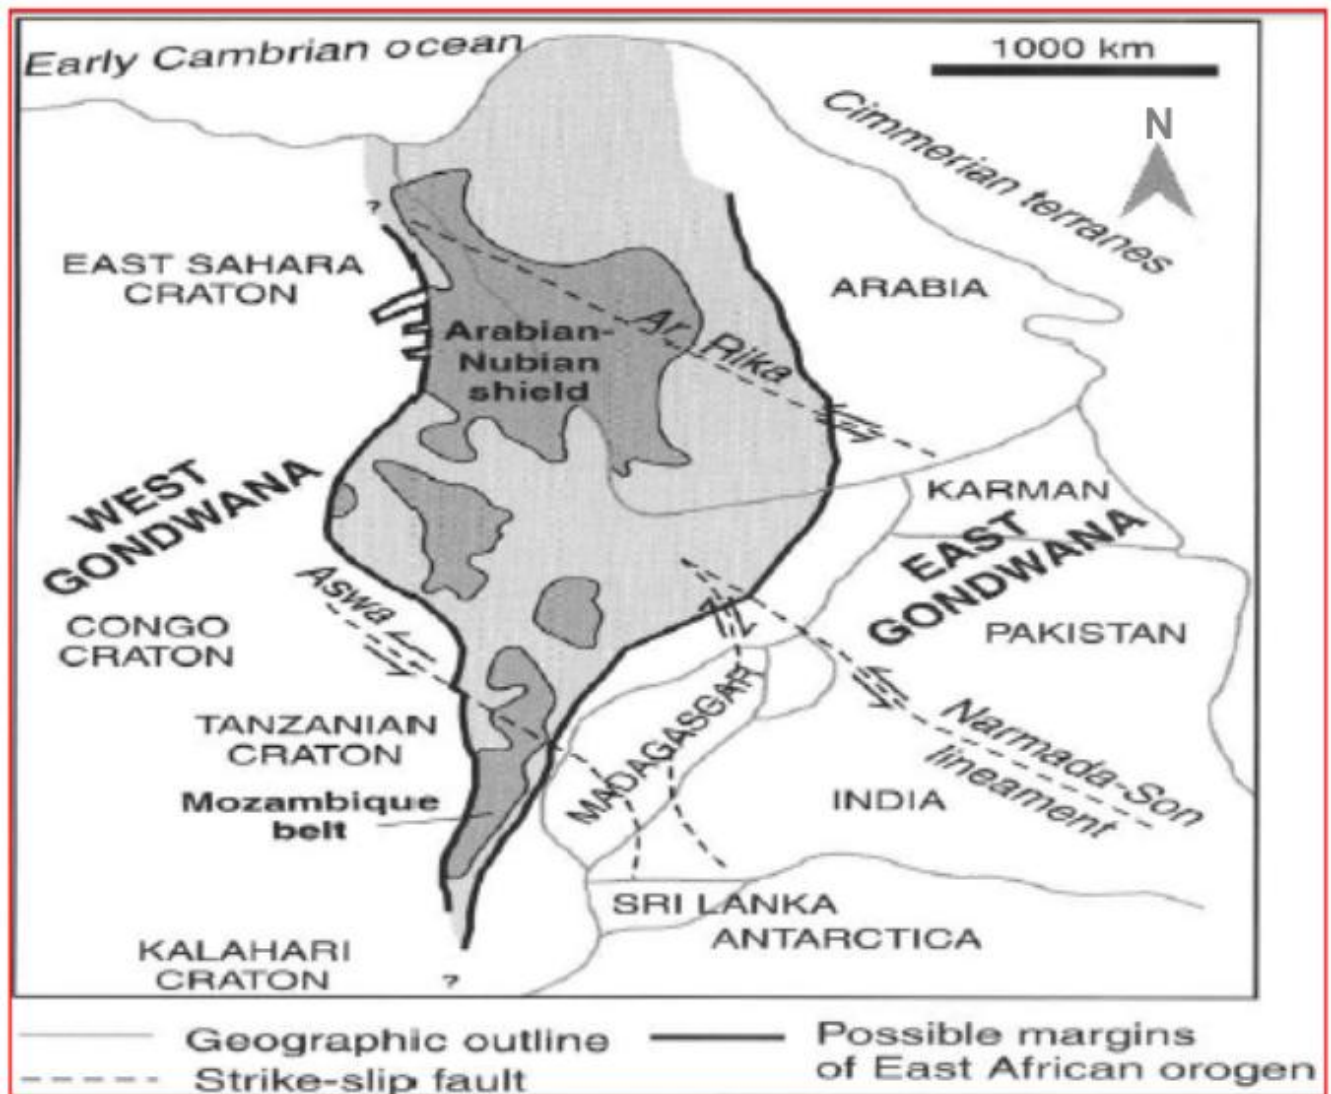 Early Cambrian ocean
1000 km
N
Cimmerian terranes
?
EAST SAHARA
CRATON
ARABIA
Arabian-
Nubian
shield
Ar Rika
WEST
GONDWANA
KARMAN
EAST
GONDWANA
Aswa
CONGO
CRATON
PAKISTAN
TANZANIAN
CRATON
MADAGASGAR
Narmada-Son
lineament
Mozambique
belt
INDIA
SRI LANKA
ANTARCTICA
KALAHARI
CRATON
?
Geographic outline
Possible margins
of East African orogen
Strike-slip fault